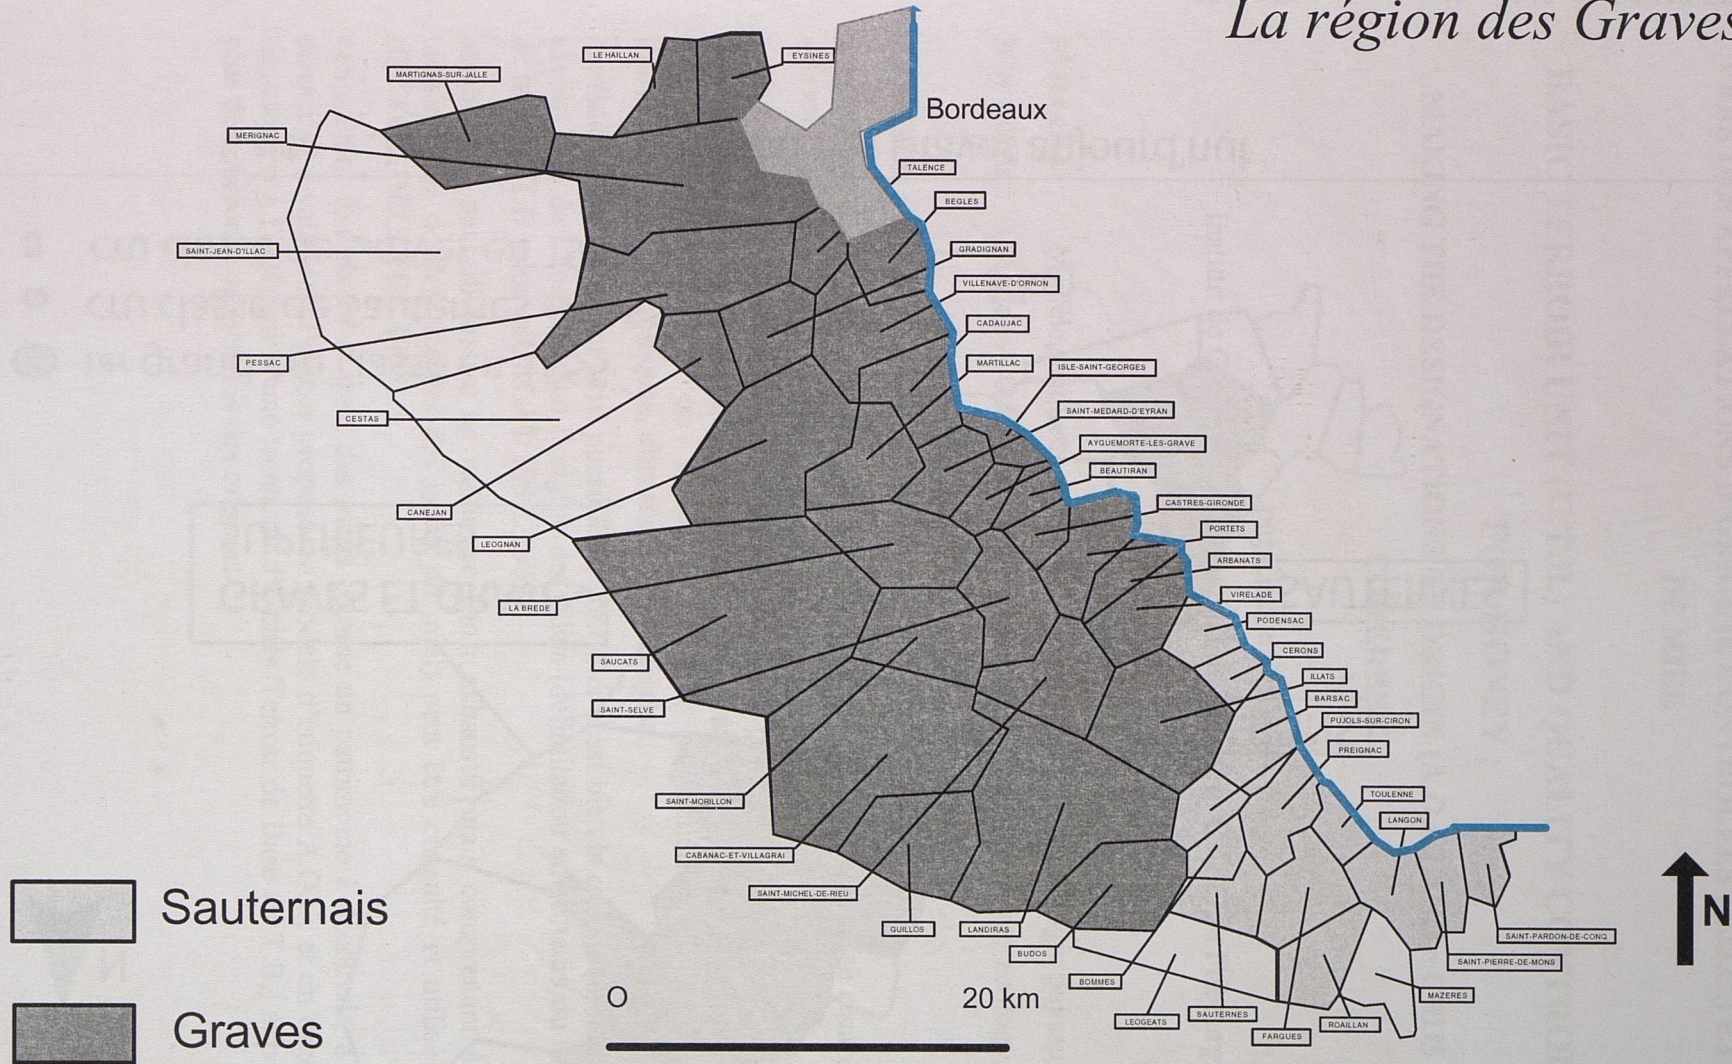 La région des Graves
LE HAILLAN
EYSINES
MARTIGNAS-SUR-JALLE
Bordeaux
MERIGNAC
TALENCE
BEGLES
SAINT-JEAN-D'ILLAC
GRADIGNAN
VILLENAVE-D'ORNON
CADAUJAC
PESSAC
MARTILLAC
ISLE-SAINT-GEORGES
CESTAS
SAINT-MEDARD-D'EYRAN
AYGUEMORTE-LES-GRAVE
BEAUTIRAN
CANEJAN
CASTRES-GIRONDE
PORTETS
LEOGNAN
ARBANATS
LA BREDE
VIRELADE
PODENSAC
SAUCATS
CERONS
ILLATS
SAINT-SELVE
BARSAC
PUJOLS-SUR-CIRON
PREIGNAC
SAINT-MORILLON
TOULENNE
LANGON
CABANAC-ET-VILLAGRAI
SAINT-MICHEL-DE-RIEU
Sauternais
GUILLOS
LANDIRAS
N
SAINT-PARDON-DE-CONQ
BUDOS
SAINT-PIERRE-DE-MONS
BOMMES
MAZERES
O
20 km
LEOGEATS
SAUTERNES
FARGUES
ROAILLAN
Graves